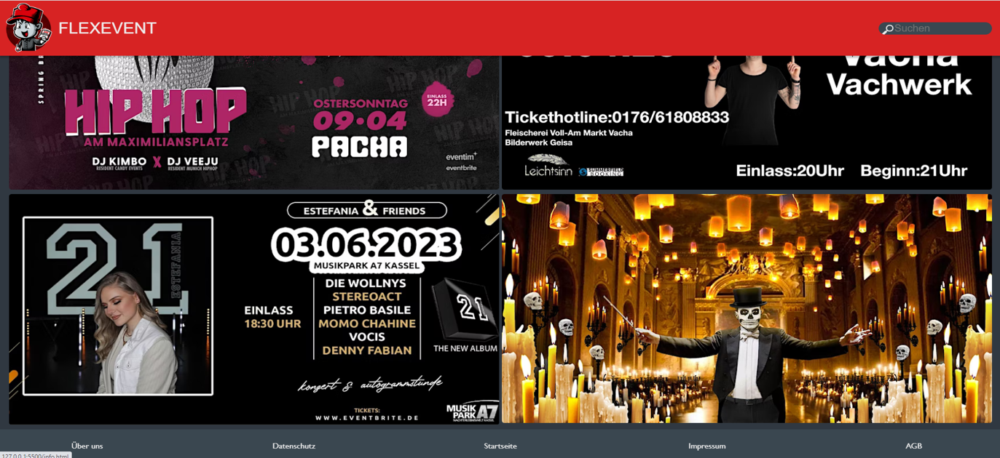 FLEXEVENT
Suchen
SPRING B
HIP HOP
AM MAXIMILIANSPLATZ
DJ KIMBO X DJ VEEJU
RESIDENT CANDY EVENTS RESIDENT MUNICH HIPHOP
OSTERSONNTAG
09•04
PACHA
EINLASS
22H
eventim
eventbrite
Vacha
Vachwerk
Tickethotline:0176/61808833
Fleischerei Voll-Am Markt Vacha
Bilderwerk Geisa
Leichtsinn
SUMMERFIELD
BOOKING
Einlass:20Uhr Beginn:21Uhr
21
ESTEFANIA
ESTEFANIA & FRIENDS
03.06.2023
MUSIKPARK A7 KASSEL
EINLASS
18:30 UHR
DIE WOLLNYS
STEREOACT
PIETRO BASILE
MOMO CHAHINE
VOCIS
DENNY FABIAN
21
THE NEW ALBUM
konzert & autogrammstunde
TICKETS:
WWW.EVENTBRITE.DE
MUSIK
PARK A7
Über uns
Datenschutz
Startseite
Impressum
AGB
127.0.0.1:5500/info.html